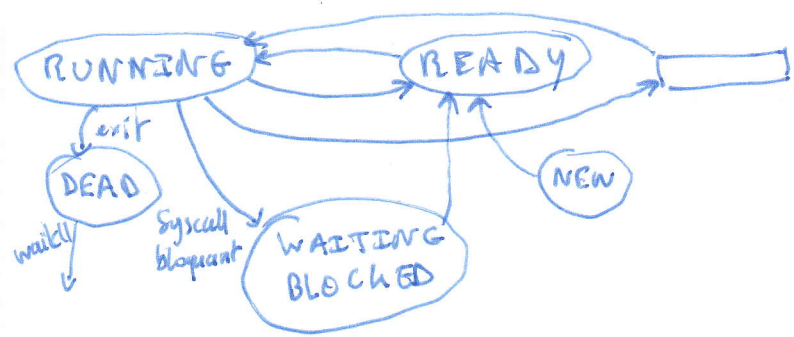 RUNNING
READY
exit
DEAD
NEW
wait()
Syscall
bloquant
WAITING
BLOCKED